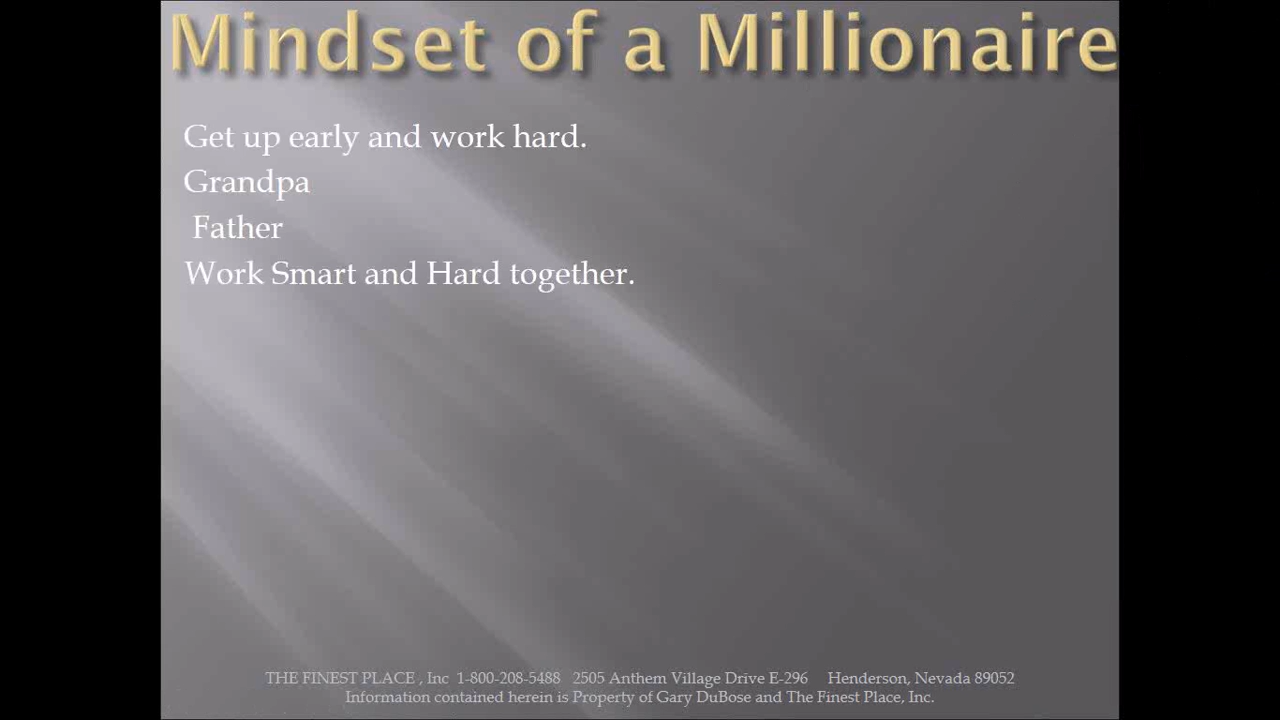 Mindset of a Millionaire
Get up early and work hard.
Grandpa
Father
Work Smart and Hard together.
THE FINEST PLACE , Inc 1-800-208-5488 2505 Anthem Village Drive E-296 Henderson, Nevada 89052
Information contained herein is Property of Gary DuBose and The Finest Place, Inc.